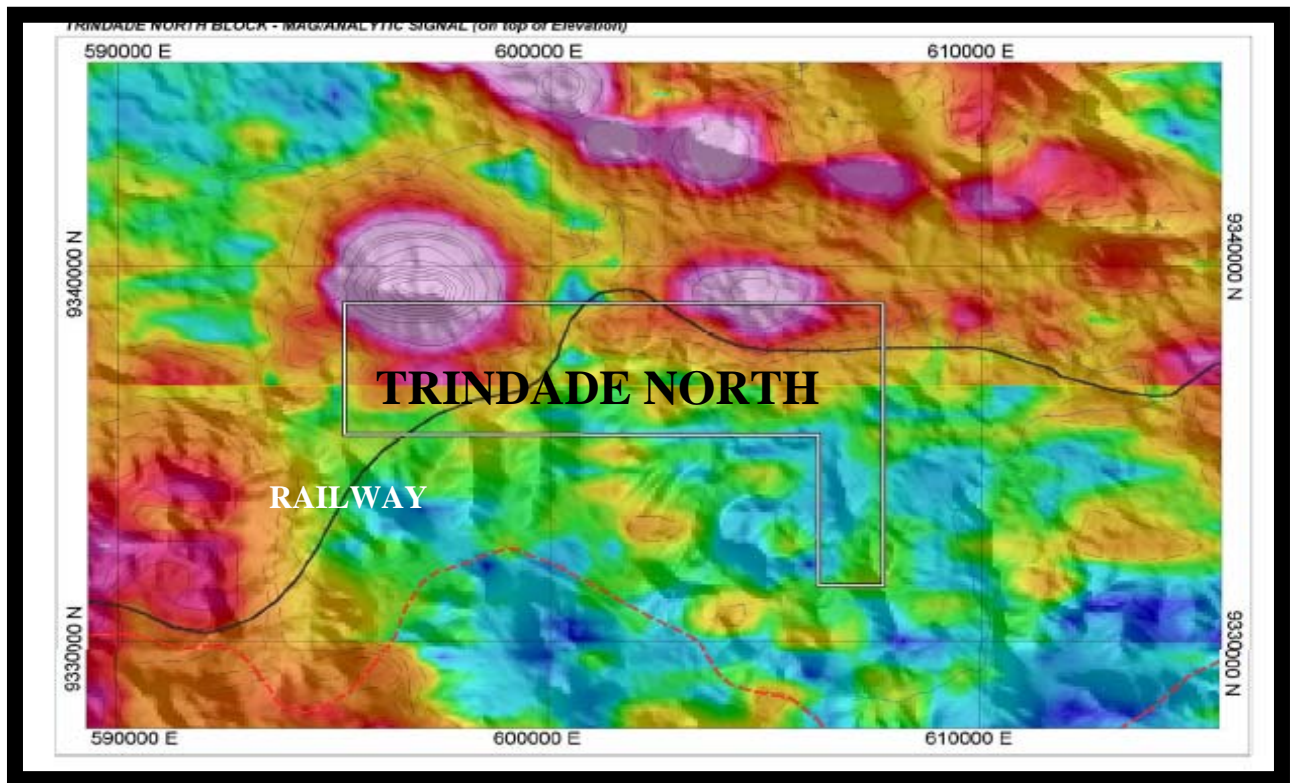 TRINDADE NORTH BLOCK - MAG/ANALYTIC SIGNAL (on top of Elevation)
590000 E 600000 E 610000 E
9340000 N 9340000 N
TRINDADE NORTH
RAILWAY
9330000 N 9330000 N
590000 E 600000 E 610000 E